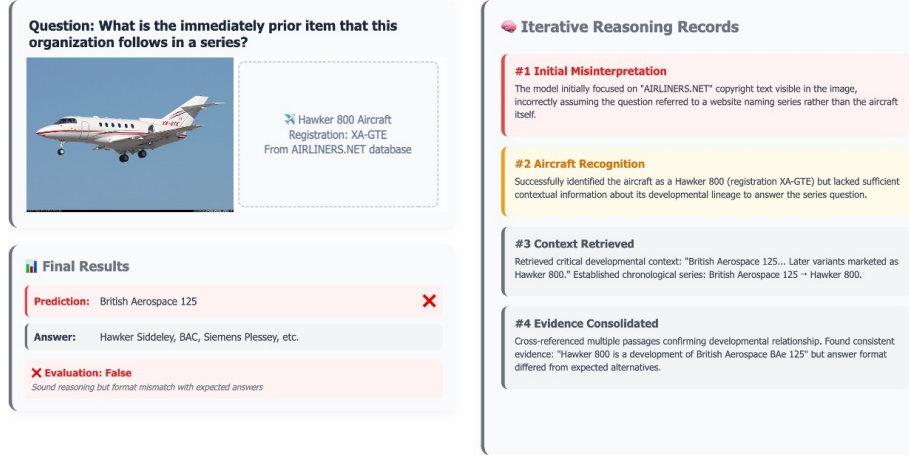 Question: What is the immediately prior item that this
organization follows in a series?
XA-GTE
✈️ Hawker 800 Aircraft
Registration: XA-GTE
From AIRLINERS.NET database
📊 Final Results
Prediction: British Aerospace 125 ❌
Answer: Hawker Siddeley, BAC, Siemens Plessey, etc.
❌ Evaluation: False
Sound reasoning but format mismatch with expected answers
🧠 Iterative Reasoning Records
#1 Initial Misinterpretation
The model initially focused on "AIRLINERS.NET" copyright text visible in the image,
incorrectly assuming the question referred to a website naming series rather than the aircraft
itself.
#2 Aircraft Recognition
Successfully identified the aircraft as a Hawker 800 (registration XA-GTE) but lacked sufficient
contextual information about its developmental lineage to answer the series question.
#3 Context Retrieved
Retrieved critical developmental context: "British Aerospace 125... Later variants marketed as
Hawker 800." Established chronological series: British Aerospace 125 → Hawker 800.
#4 Evidence Consolidated
Cross-referenced multiple passages confirming developmental relationship. Found consistent
evidence: "Hawker 800 is a development of British Aerospace BAe 125" but answer format
differed from expected alternatives.